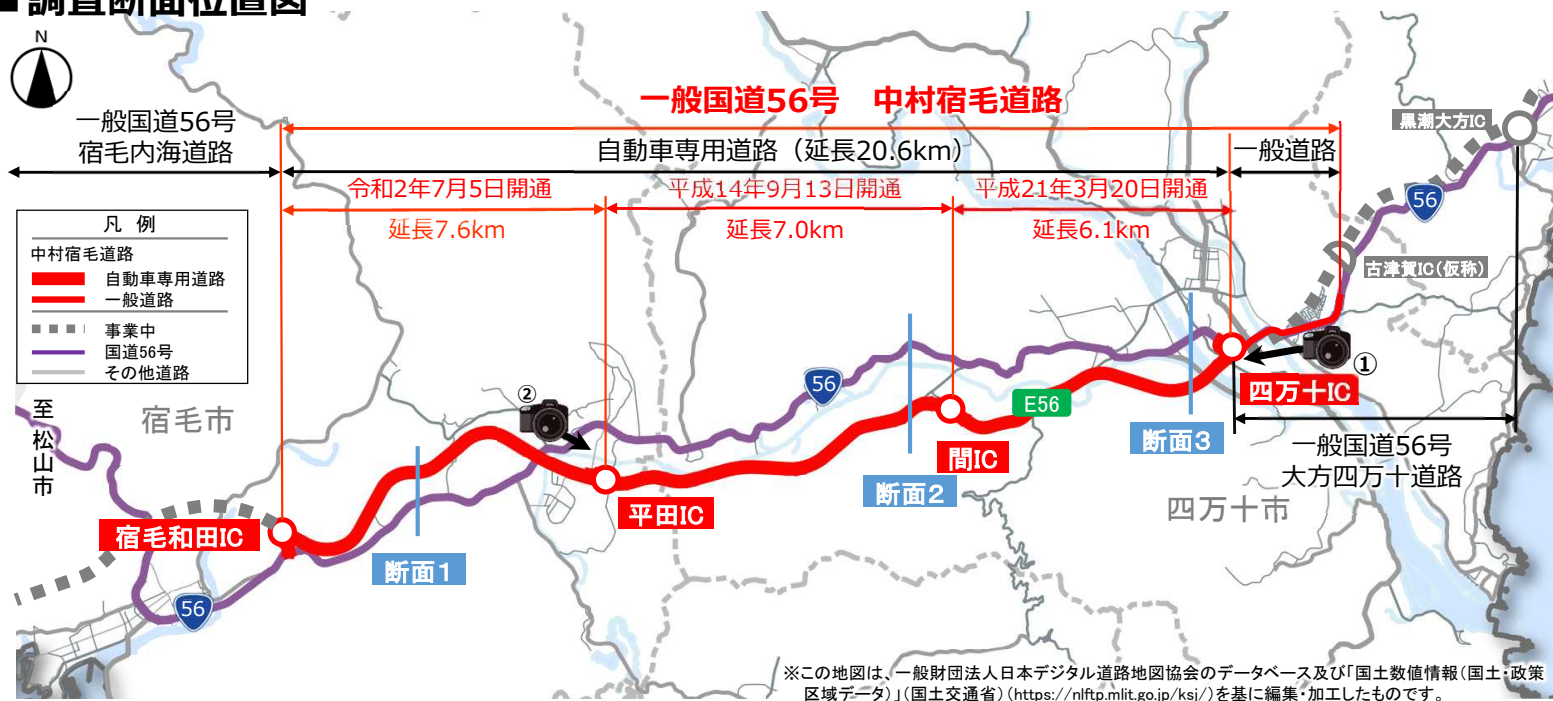 ■調査断面位置図
N
一般国道56号 中村宿毛道路
一般国道56号
宿毛内海道路
自動車専用道路（延長20.6km）
一般道路
黒潮大方IC
令和2年7月5日開通
平成14年9月13日開通
平成21年3月20日開通
延長7.6km
延長7.0km
延長6.1km
56
古津賀IC(仮称)
凡 例
中村宿毛道路
自動車専用道路
一般道路
事業中
国道56号
その他道路
①
②
56
四万十IC
E56
至松山市
宿毛市
断面3
一般国道56号
大方四万十道路
間IC
断面2
平田IC
四万十市
宿毛和田IC
断面1
56
※この地図は、一般財団法人日本デジタル道路地図協会のデータベース及び「国土数値情報(国土・政策
区域データ)」(国土交通省)(https://nlftp.mlit.go.jp/ksj/)を基に編集・加工したものです。